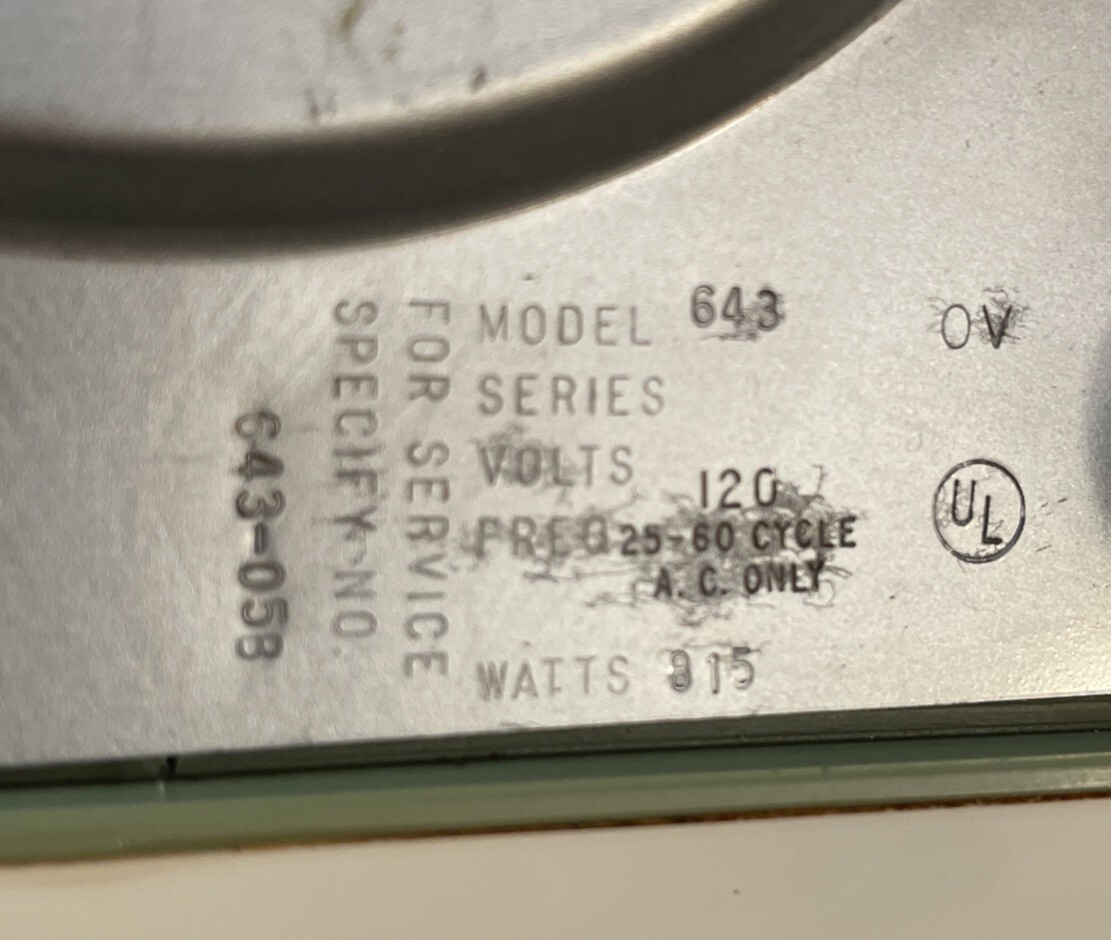 MODEL 643 OV
SERIES
VOLTS 120
FREQ 25-60 CYCLE
A. C. ONLY
WATTS 815
UL
FOR SERVICE
SPECIFY NO.
643-05B